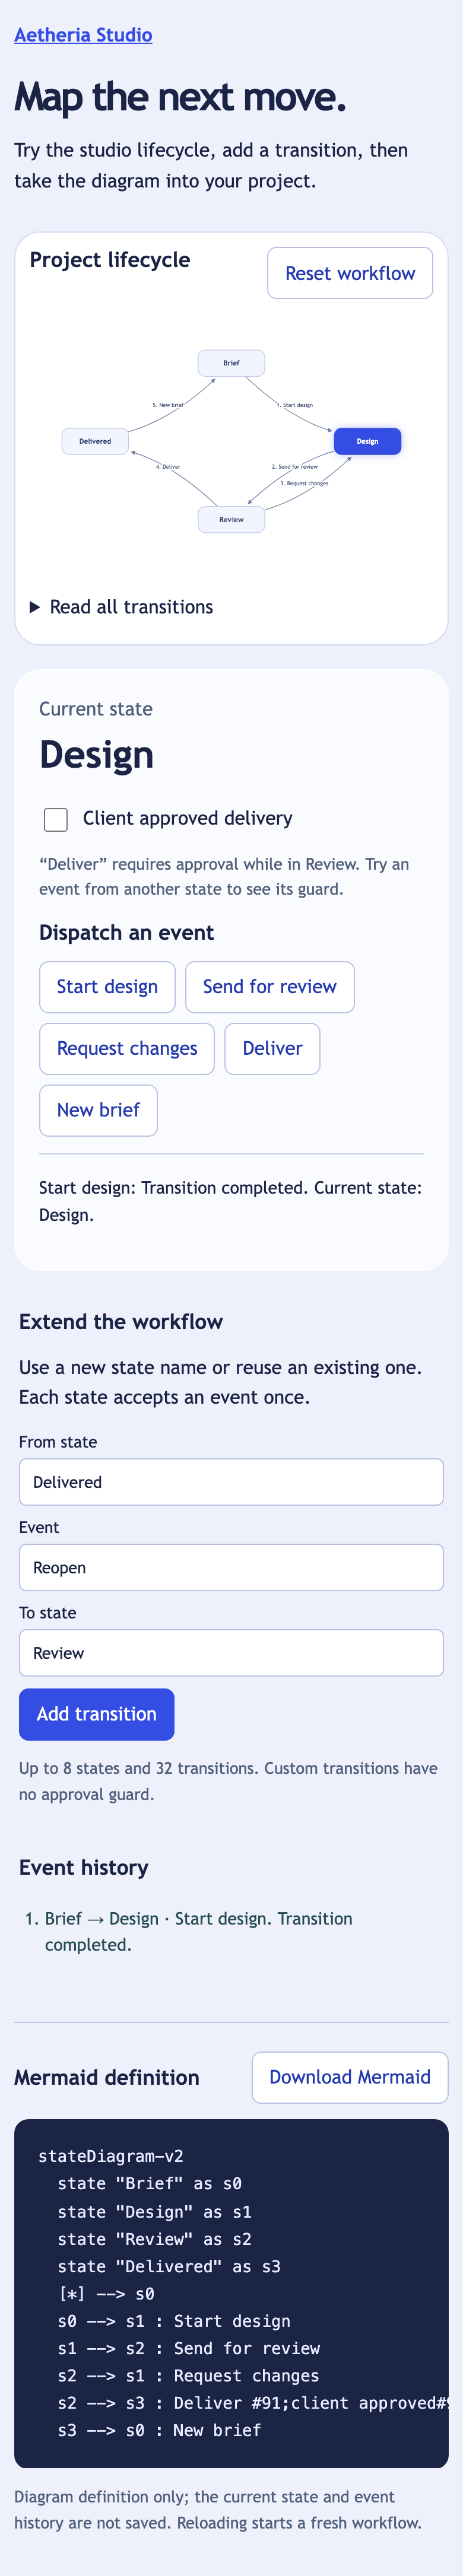 Aetheria Studio
Map the next move.
Try the studio lifecycle, add a transition, then
take the diagram into your project.
Project lifecycle
Reset workflow
Brief
5. New brief
1. Start design
Delivered
Design
4. Deliver
2. Send for review
3. Request changes
Review
▶ Read all transitions
Current state
Design
Client approved delivery
“Deliver” requires approval while in Review. Try an
event from another state to see its guard.
Dispatch an event
Start design
Send for review
Request changes
Deliver
New brief
Start design: Transition completed. Current state:
Design.
Extend the workflow
Use a new state name or reuse an existing one.
Each state accepts an event once.
From state
Delivered
Event
Reopen
To state
Review
Add transition
Up to 8 states and 32 transitions. Custom transitions have
no approval guard.
Event history
1. Brief → Design · Start design. Transition
completed.
Mermaid definition
Download Mermaid
stateDiagram-v2
state "Brief" as s0
state "Design" as s1
state "Review" as s2
state "Delivered" as s3
[*] --> s0
s0 --> s1 : Start design
s1 --> s2 : Send for review
s2 --> s1 : Request changes
s2 --> s3 : Deliver #91;client approved#
s3 --> s0 : New brief
Diagram definition only; the current state and event
history are not saved. Reloading starts a fresh workflow.